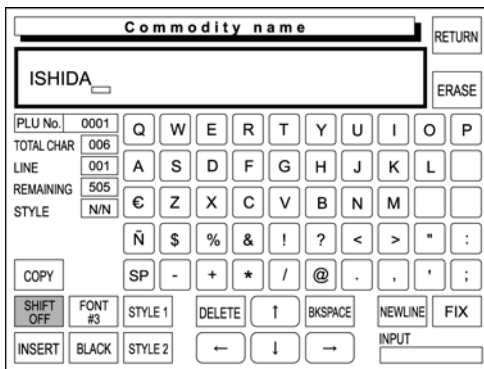 Commodity name
RETURN
ISHIDA
ERASE
PLU No. 0001
TOTAL CHAR 006
LINE 001
REMAINING 505
STYLE N/N
Q W E R T Y U I O P
A S D F G H J K L
€ Z X C V B N M
Ñ $ % & ! ? < > " :
COPY SP - + * / @ . , ' ;
SHIFT OFF FONT #3 STYLE 1 DELETE ↑ BKSPACE NEWLINE FIX
INSERT BLACK STYLE 2 ← ↓ → INPUT